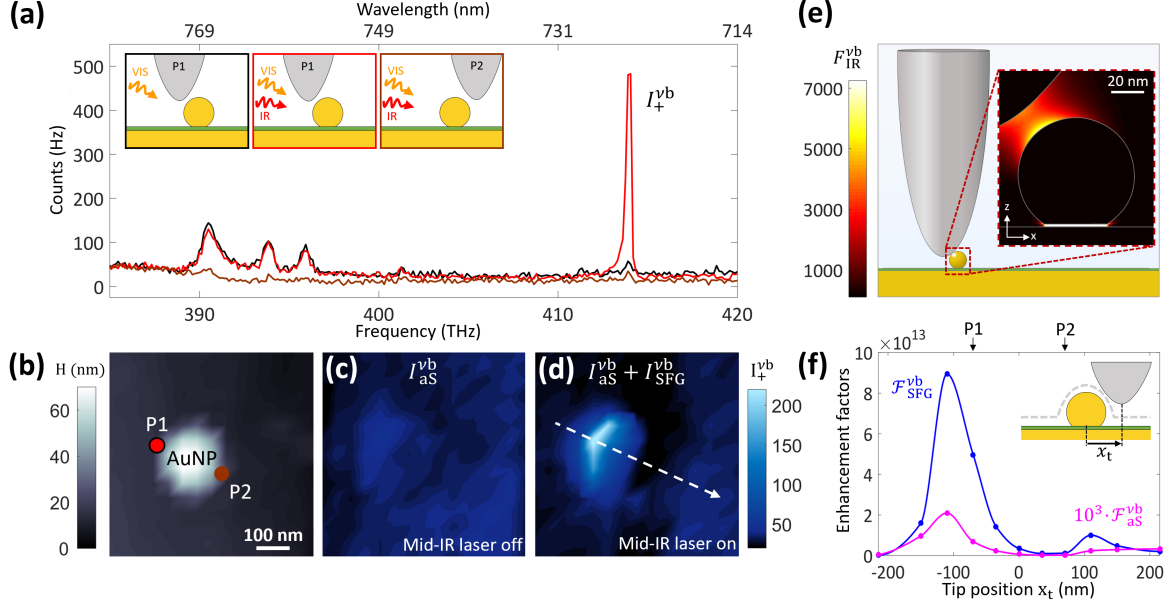 (a)
Wavelength (nm)
769
749
731
714
500
400
300
200
100
0
Counts (Hz)
VIS
P1
VIS
IR
P1
VIS
IR
P2
I₊^νb
390
400
410
420
Frequency (THz)
(b)
H (nm)
60
40
20
0
P1
AuNP
P2
100 nm
(c)
I_aS^νb
Mid-IR laser off
(d)
I_aS^νb + I_SFG^νb
Mid-IR laser on
I₊^νb
200
150
100
50
(e)
F_IR^νb
7000
5000
3000
1000
20 nm
z
x
(f)
P1
P2
×10¹³
10
8
6
4
2
0
Enhancement factors
ℱ_SFG^νb
10³·ℱ_aS^νb
x_t
-200
-100
0
100
200
Tip position x_t (nm)